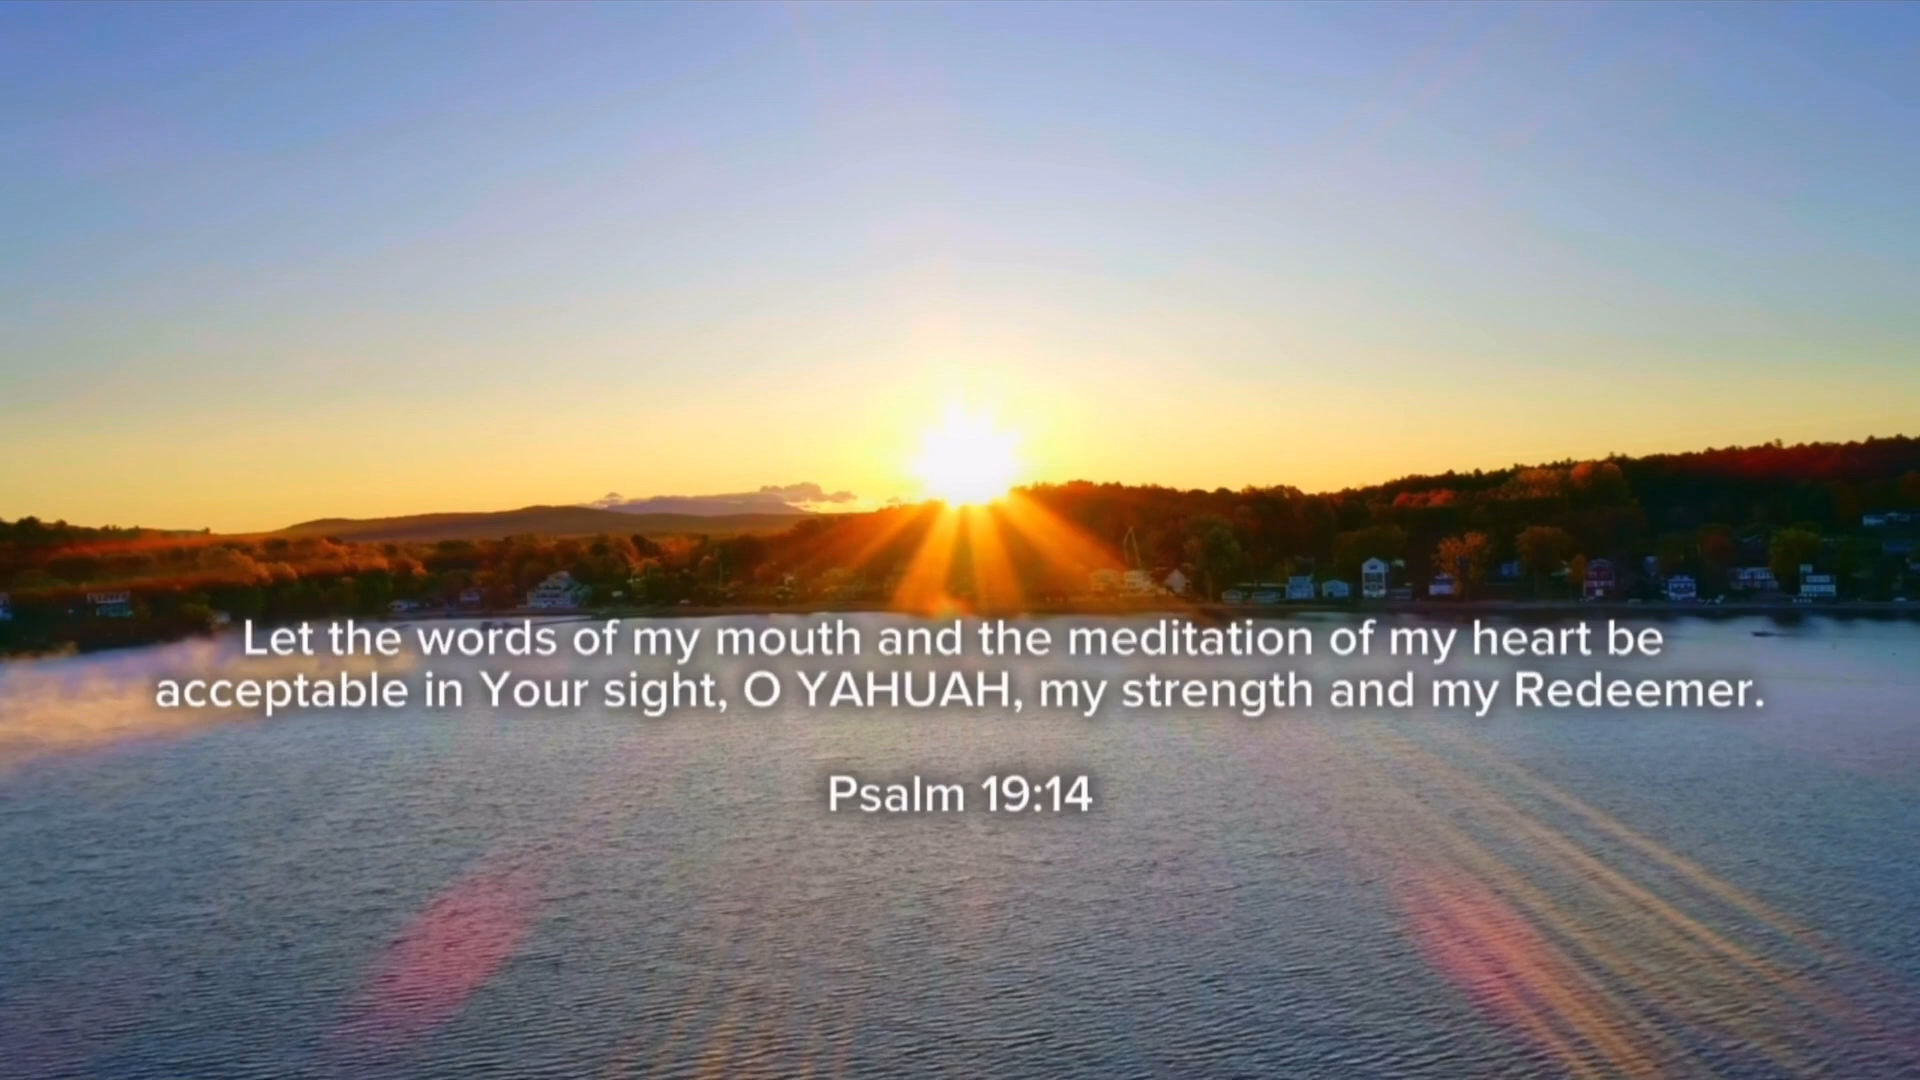 Let the words of my mouth and the meditation of my heart be
acceptable in Your sight, O YAHUAH, my strength and my Redeemer.
Psalm 19:14